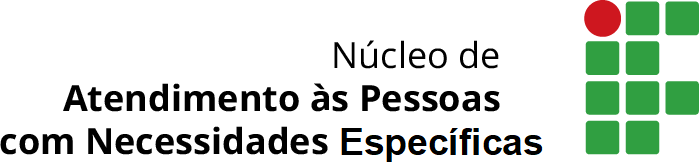 Núcleo de
Atendimento às Pessoas
com Necessidades Específicas